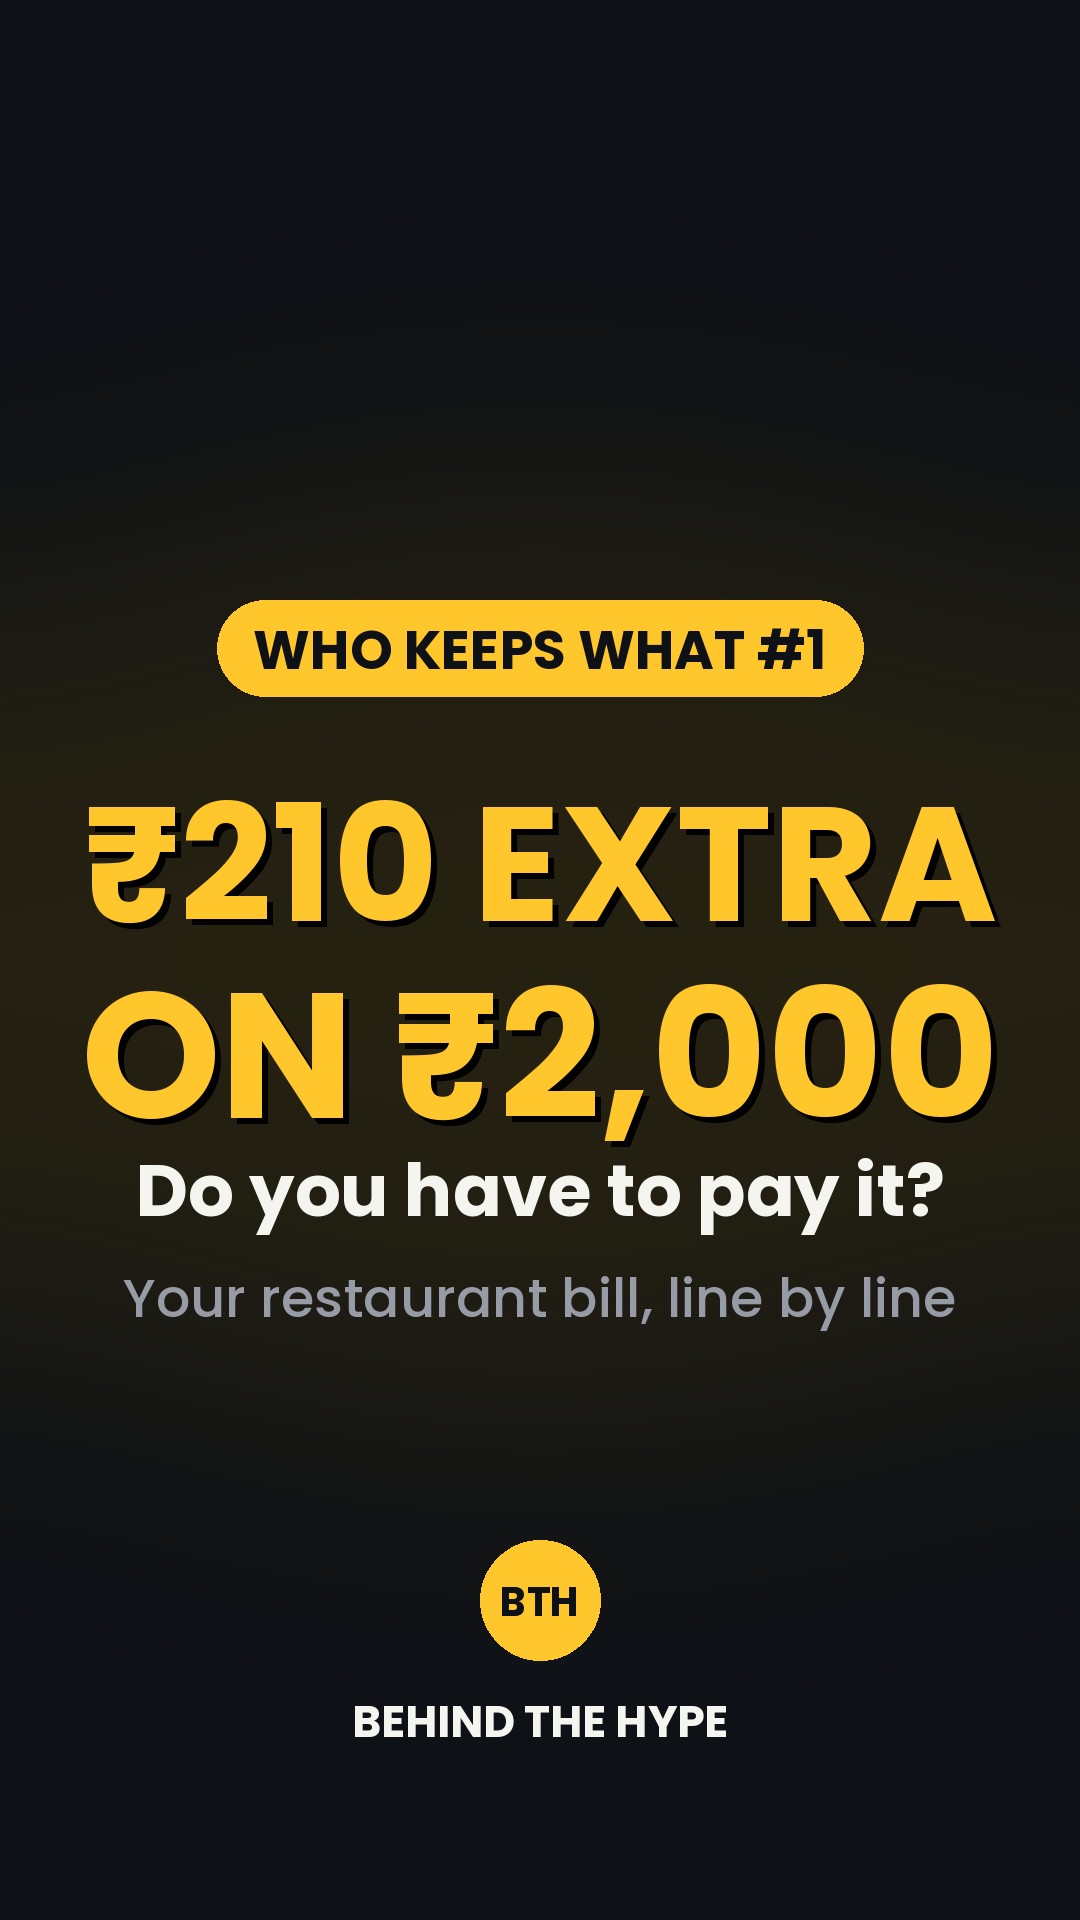 WHO KEEPS WHAT #1
₹210 EXTRA
ON ₹2,000
Do you have to pay it?
Your restaurant bill, line by line
BTH
BEHIND THE HYPE